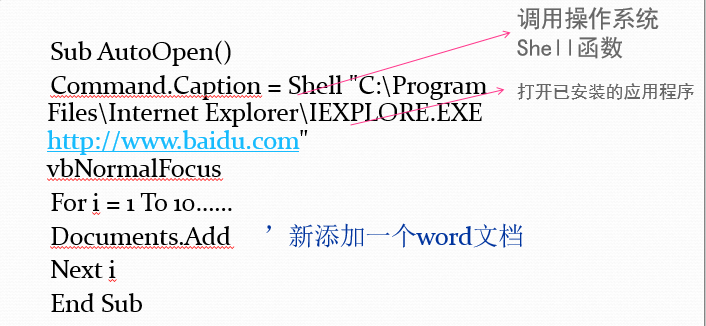 调用操作系统
Shell函数
Sub AutoOpen()
Command.Caption = Shell "C:\Program
打开已安装的应用程序
Files\Internet Explorer\IEXPLORE.EXE
http://www.baidu.com"
vbNormalFocus
For i = 1 To 10......
Documents.Add ’新添加一个word文档
Next i
End Sub